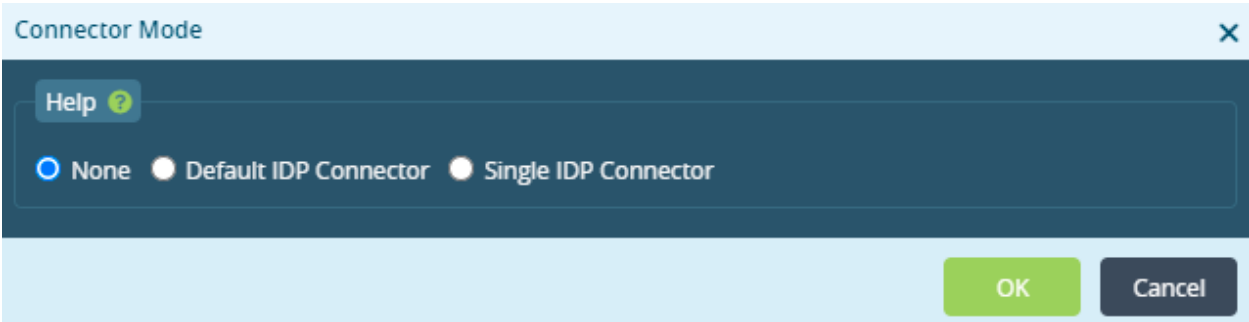 Connector Mode
Help
None Default IDP Connector Single IDP Connector
OK Cancel